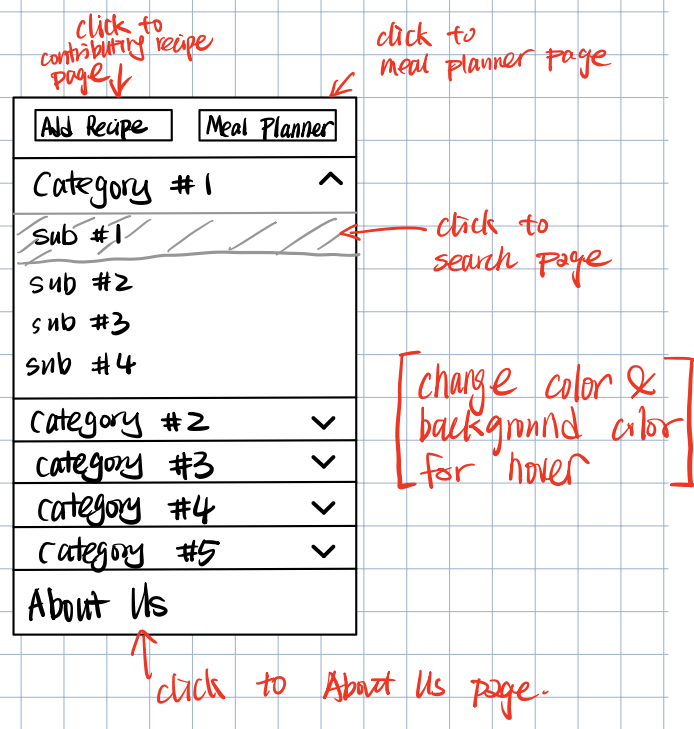 click to
contributing recipe
page
click to
meal planner page
Add Recipe
Meal Planner
Category #1
sub #1
click to
search page
sub #2
sub #3
sub #4
change color &
background color
for hover
Category #2
category #3
category #4
category #5
About Us
click to About Us page.